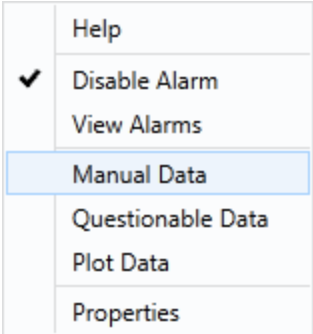 Help
Disable Alarm
View Alarms
Manual Data
Questionable Data
Plot Data
Properties